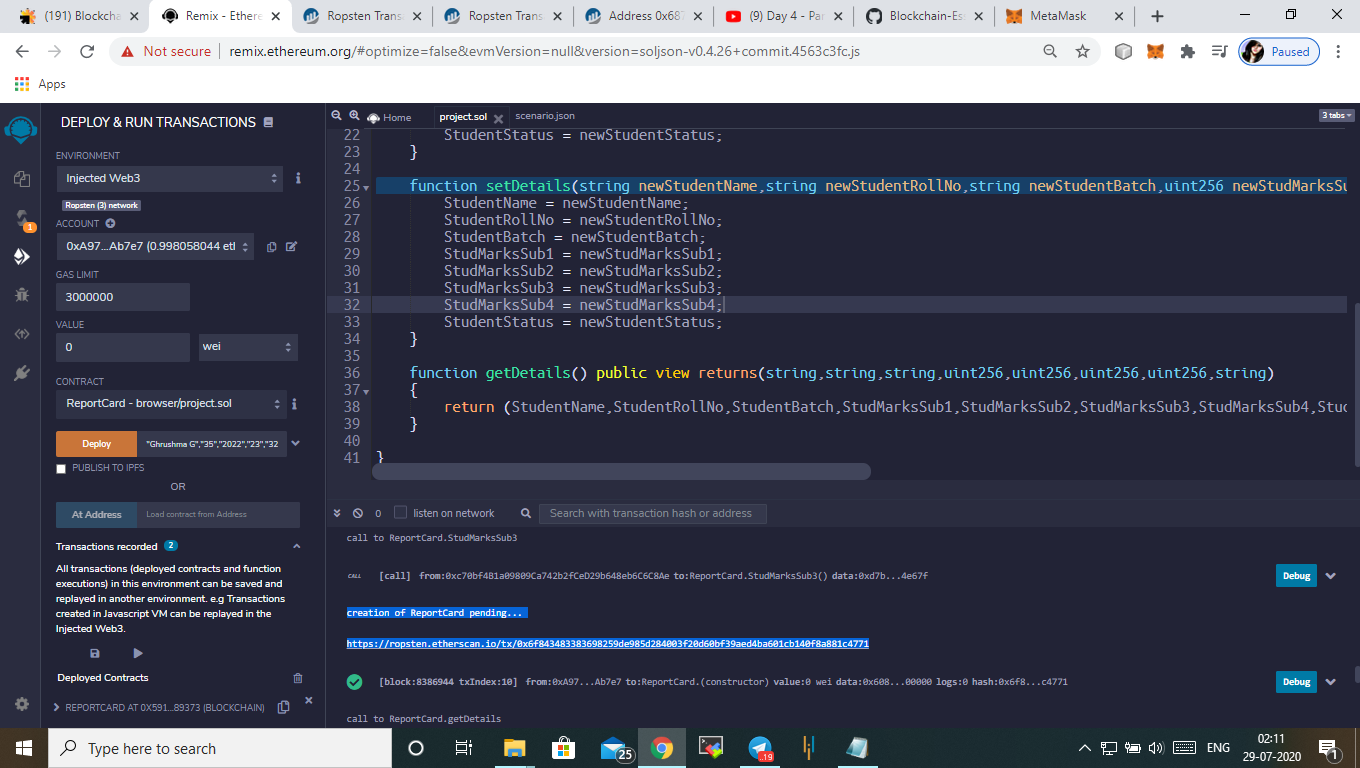 (191) Blockcha
Remix - Ethere
Ropsten Trans
Ropsten Trans
Address 0x687
(9) Day 4 - Par
Blockchain-Ess
MetaMask
Not secure
remix.ethereum.org/#optimize=false&evmVersion=null&version=soljson-v0.4.26+commit.4563c3fc.js
Paused
Apps
DEPLOY & RUN TRANSACTIONS
ENVIRONMENT
Injected Web3
Ropsten (3) network
ACCOUNT
0xA97...Ab7e7 (0.998058044 eth
GAS LIMIT
3000000
VALUE
0
wei
CONTRACT
ReportCard - browser/project.sol
Deploy
"Ghrushma G","35","2022","23","32
PUBLISH TO IPFS
OR
At Address
Load contract from Address
Transactions recorded 2
All transactions (deployed contracts and function
executions) in this environment can be saved and
replayed in another environment. e.g Transactions
created in Javascript VM can be replayed in the
Injected Web3.
Deployed Contracts
REPORTCARD AT 0X591...89373 (BLOCKCHAIN)
1
Home
project.sol
scenario.json
3 tabs
22 StudentStatus = newStudentStatus;
23 }
24
25 function setDetails(string newStudentName,string newStudentRollNo,string newStudentBatch,uint256 newStudMarksSu
26 StudentName = newStudentName;
27 StudentRollNo = newStudentRollNo;
28 StudentBatch = newStudentBatch;
29 StudMarksSub1 = newStudMarksSub1;
30 StudMarksSub2 = newStudMarksSub2;
31 StudMarksSub3 = newStudMarksSub3;
32 StudMarksSub4 = newStudMarksSub4;
33 StudentStatus = newStudentStatus;
34 }
35
36 function getDetails() public view returns(string,string,string,uint256,uint256,uint256,uint256,string)
37 {
38 return (StudentName,StudentRollNo,StudentBatch,StudMarksSub1,StudMarksSub2,StudMarksSub3,StudMarksSub4,Stud
39 }
40
41 }
0
listen on network
Search with transaction hash or address
call to ReportCard.StudMarksSub3
CALL [call] from:0xc70bf4B1a09809Ca742b2fCeD29b648eb6C6C8Ae to:ReportCard.StudMarksSub3() data:0xd7b...4e67f
Debug
creation of ReportCard pending...
https://ropsten.etherscan.io/tx/0x6f843483383698259de985d284003f20d60bf39aed4ba601cb140f8a881c4771
[block:8386944 txIndex:10] from:0xA97...Ab7e7 to:ReportCard.(constructor) value:0 wei data:0x608...00000 logs:0 hash:0x6f8...c4771
Debug
call to ReportCard.getDetails
Type here to search
25
19
ENG
02:11
29-07-2020
1